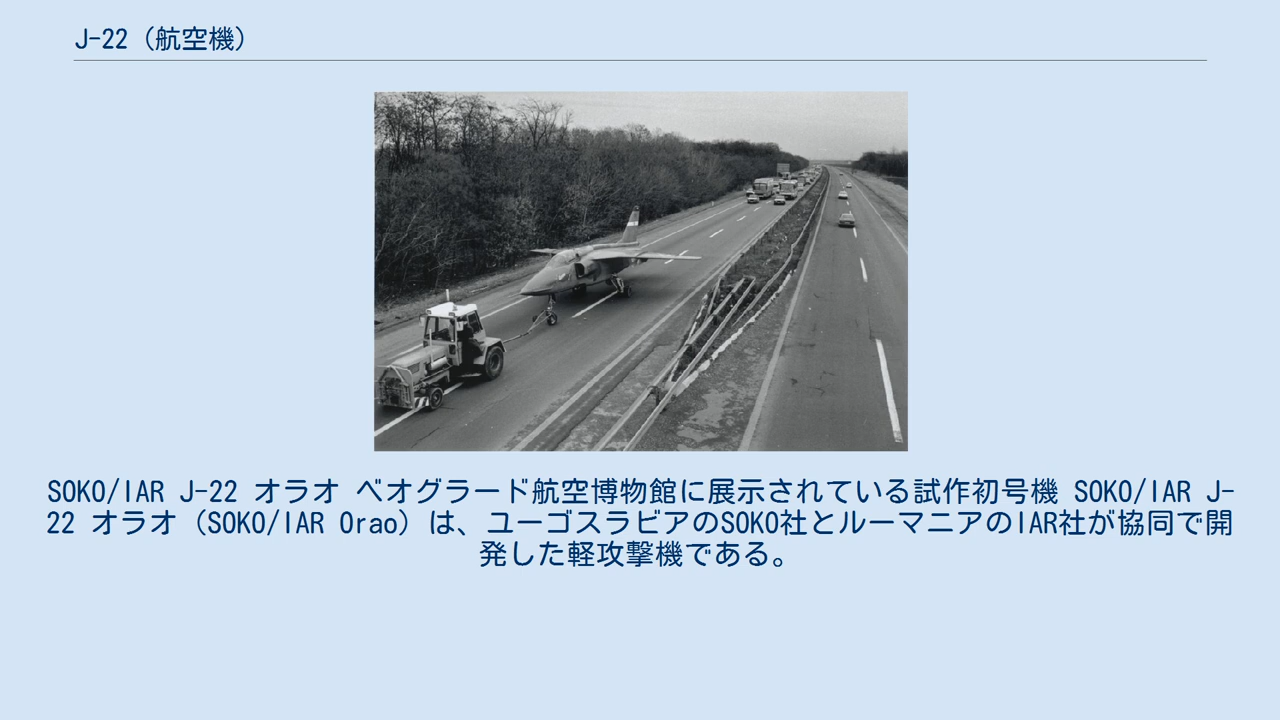 J-22（航空機）
SOKO/IAR J-22 オラオ ベオグラード航空博物館に展示されている試作初号機 SOKO/IAR J-
22 オラオ（SOKO/IAR Orao）は、ユーゴスラビアのSOKO社とルーマニアのIAR社が協同で開
発した軽攻撃機である。